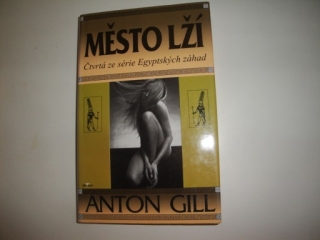 MĚSTO LŽÍ
Čtvrtá ze série Egyptských záhad
ANTON GILL